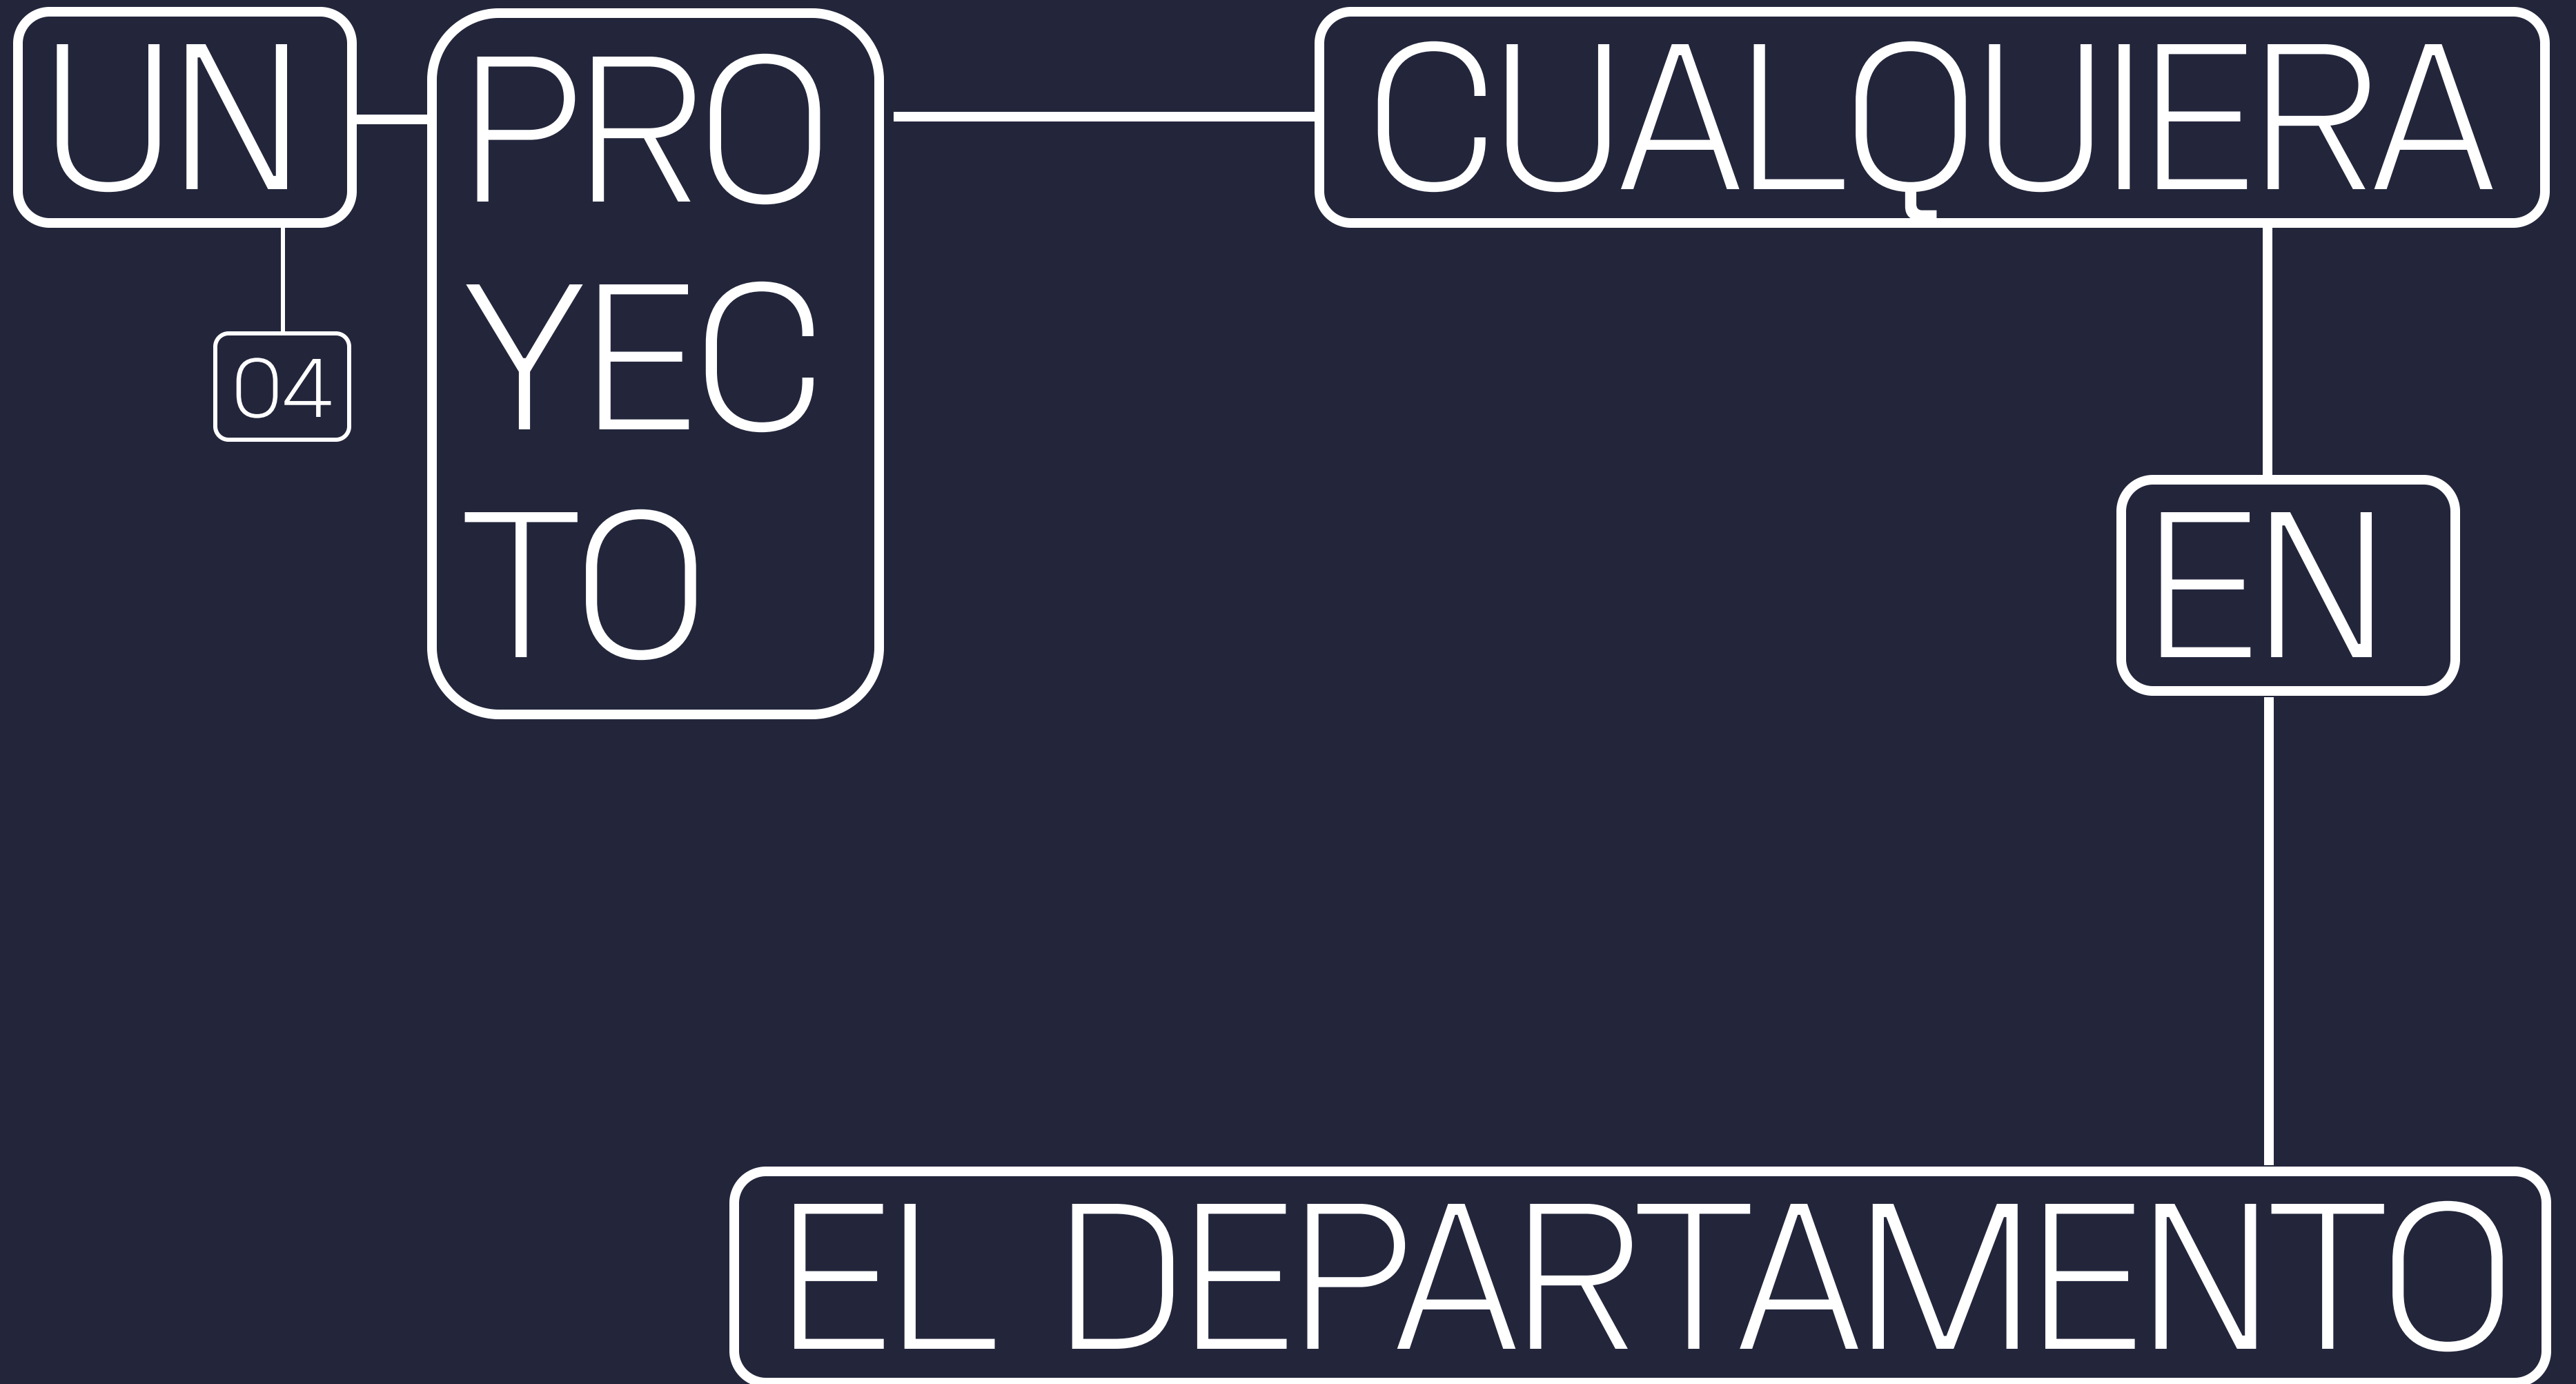 UN
PRO
YEC
TO
CUALQUIERA
04
EN
EL DEPARTAMENTO